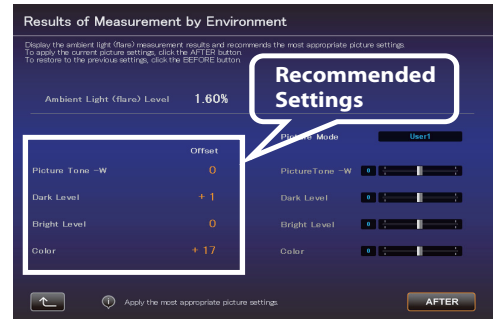 Results of Measurement by Environment
Display the ambient light (flare) measurement results and recommends the most appropriate picture settings.
To apply the current picture settings, click the AFTER button.
To restore to the previous settings, click the BEFORE button.
Recommended
Settings
Ambient Light (flare) Level 1.60%
Picture Mode User1
Offset
Picture Tone -W 0 PictureTone -W 0
Dark Level + 1 Dark Level 0
Bright Level 0 Bright Level 0
Color + 17 Color 0
Apply the most appropriate picture settings.
AFTER